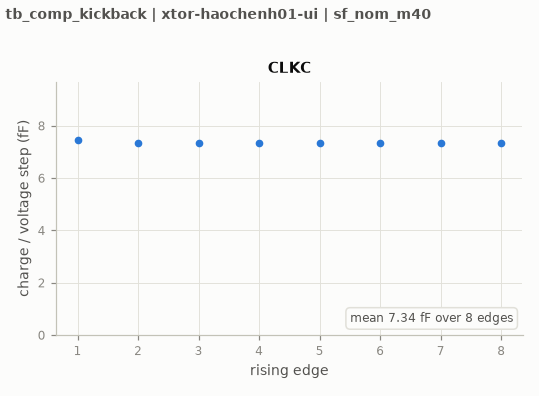 tb_comp_kickback | xtor-haochenh01-ui | sf_nom_m40
CLKC
charge / voltage step (fF)
8
6
4
2
0
mean 7.34 fF over 8 edges
1 2 3 4 5 6 7 8
rising edge